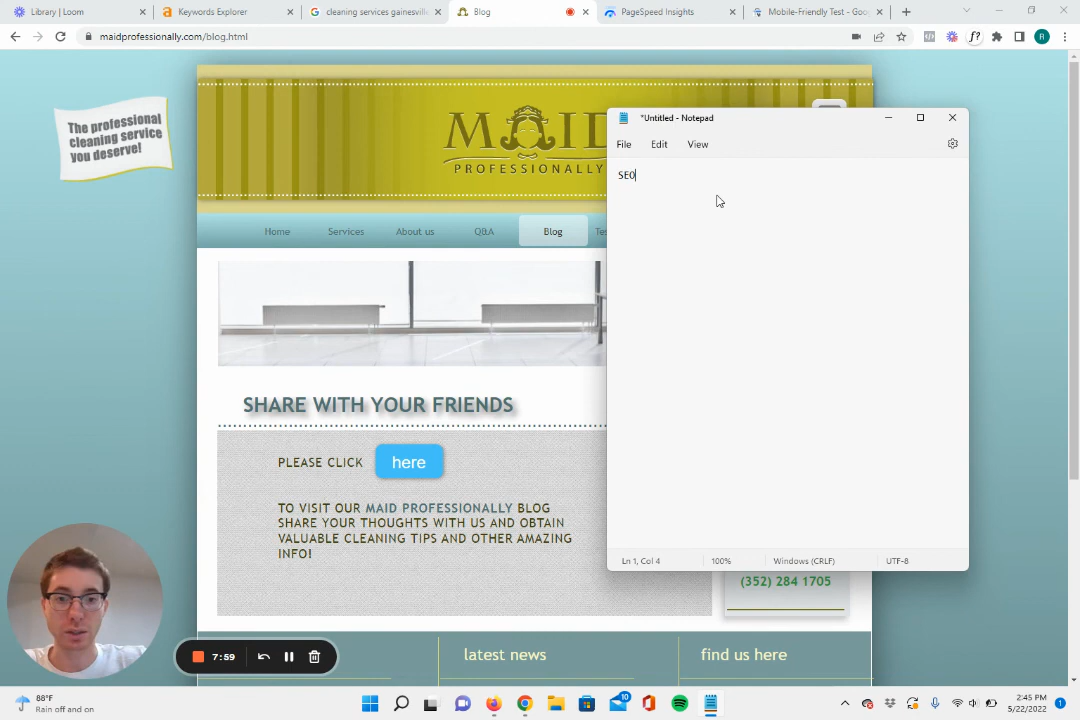 Library | Loom
Keywords Explorer
cleaning services gainesville
Blog
PageSpeed Insights
Mobile-Friendly Test - Goo
maidprofessionally.com/blog.html
f?
R
The professional
cleaning service
you deserve!
MAID
PROFESSIONALLY
Home
Services
About us
Q&A
Blog
Te
*Untitled - Notepad
File
Edit
View
SEO
SHARE WITH YOUR FRIENDS
PLEASE CLICK
here
TO VISIT OUR MAID PROFESSIONALLY BLOG
SHARE YOUR THOUGHTS WITH US AND OBTAIN
VALUABLE CLEANING TIPS AND OTHER AMAZING
INFO!
Ln 1, Col 4
100%
Windows (CRLF)
UTF-8
(352) 284 1705
7:59
latest news
find us here
88°F
Rain off and on
10
2:45 PM
5/22/2022
1